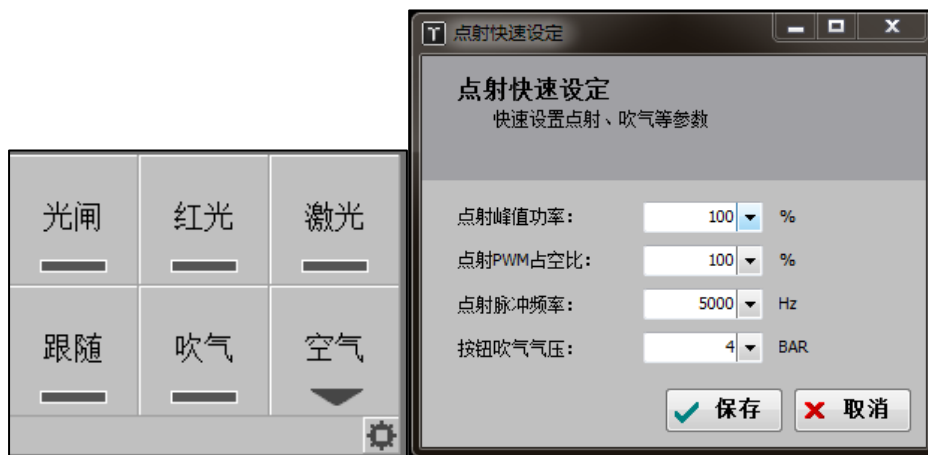 光闸 红光 激光
跟随 吹气 空气
点射快速设定
点射快速设定
快速设置点射、吹气等参数
点射峰值功率： 100 %
点射PWM占空比： 100 %
点射脉冲频率： 5000 Hz
按钮吹气气压： 4 BAR
保存 取消